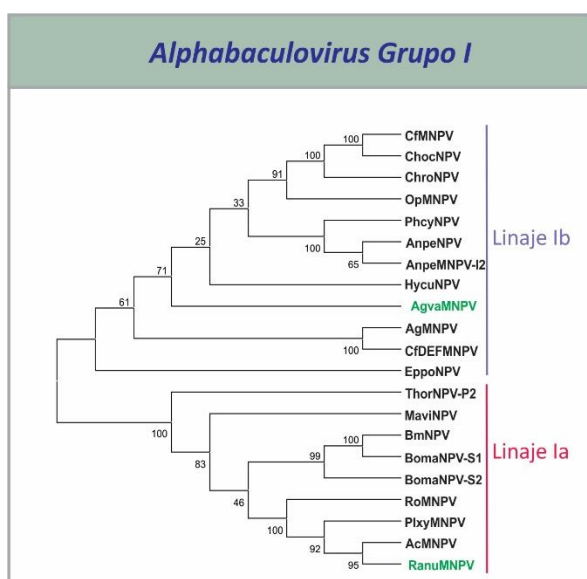 Alphabaculovirus Grupo I
100
CfMNPV
ChocNPV
100
ChroNPV
91
OpMNPV
33
PhcyNPV
100
AnpeNPV
65
AnpeMNPV-I2
25
HycuNPV
71
AgvaMNPV
61
AgMNPV
100
CfDEFMNPV
EppoNPV
Linaje Ib
ThorNPV-P2
100
MaviNPV
83
BmNPV
100
BomaNPV-S1
99
BomaNPV-S2
46
RoMNPV
100
PlxyMNPV
92
AcMNPV
95
RanuMNPV
Linaje Ia